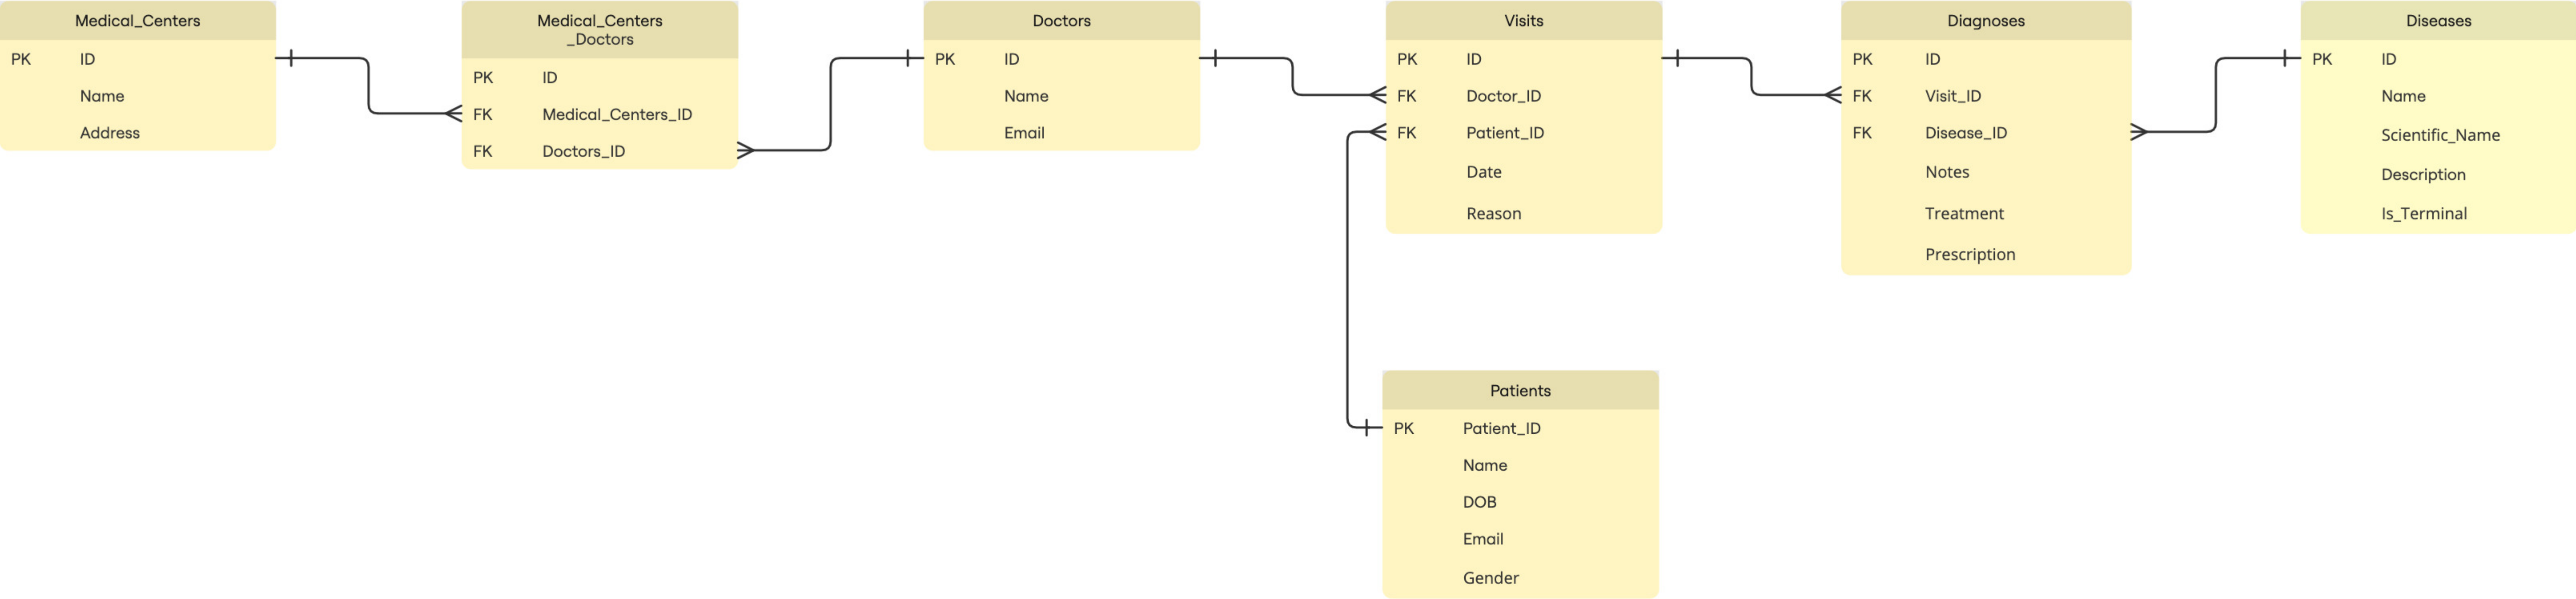 Medical_Centers
PK ID
Name
Address
Medical_Centers
_Doctors
PK ID
FK Medical_Centers_ID
FK Doctors_ID
Doctors
PK ID
Name
Email
Visits
PK ID
FK Doctor_ID
FK Patient_ID
Date
Reason
Diagnoses
PK ID
FK Visit_ID
FK Disease_ID
Notes
Treatment
Prescription
Diseases
PK ID
Name
Scientific_Name
Description
Is_Terminal
Patients
PK Patient_ID
Name
DOB
Email
Gender